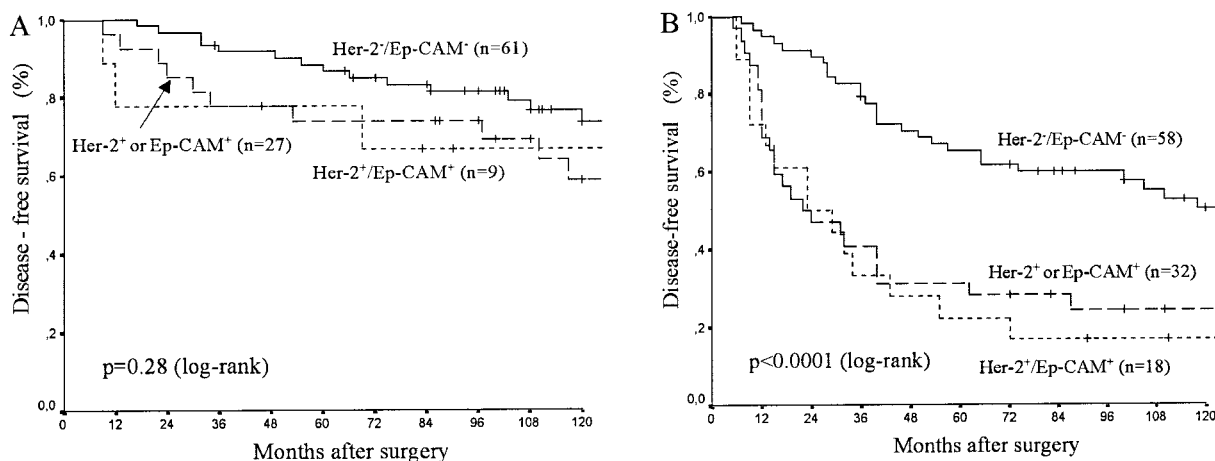 A
Disease - free survival (%)
1,0
,8
,6
,4
,2
0,0
Her-2⁻/Ep-CAM⁻ (n=61)
Her-2⁺ or Ep-CAM⁺ (n=27)
Her-2⁺/Ep-CAM⁺ (n=9)
p=0.28 (log-rank)
0 12 24 36 48 60 72 84 96 108 120
Months after surgery
B
Disease-free survival (%)
1,0
,8
,6
,4
,2
0,0
Her-2⁻/Ep-CAM⁻ (n=58)
Her-2⁺ or Ep-CAM⁺ (n=32)
p<0.0001 (log-rank)
Her-2⁺/Ep-CAM⁺ (n=18)
0 12 24 36 48 60 72 84 96 108 120
Months after surgery